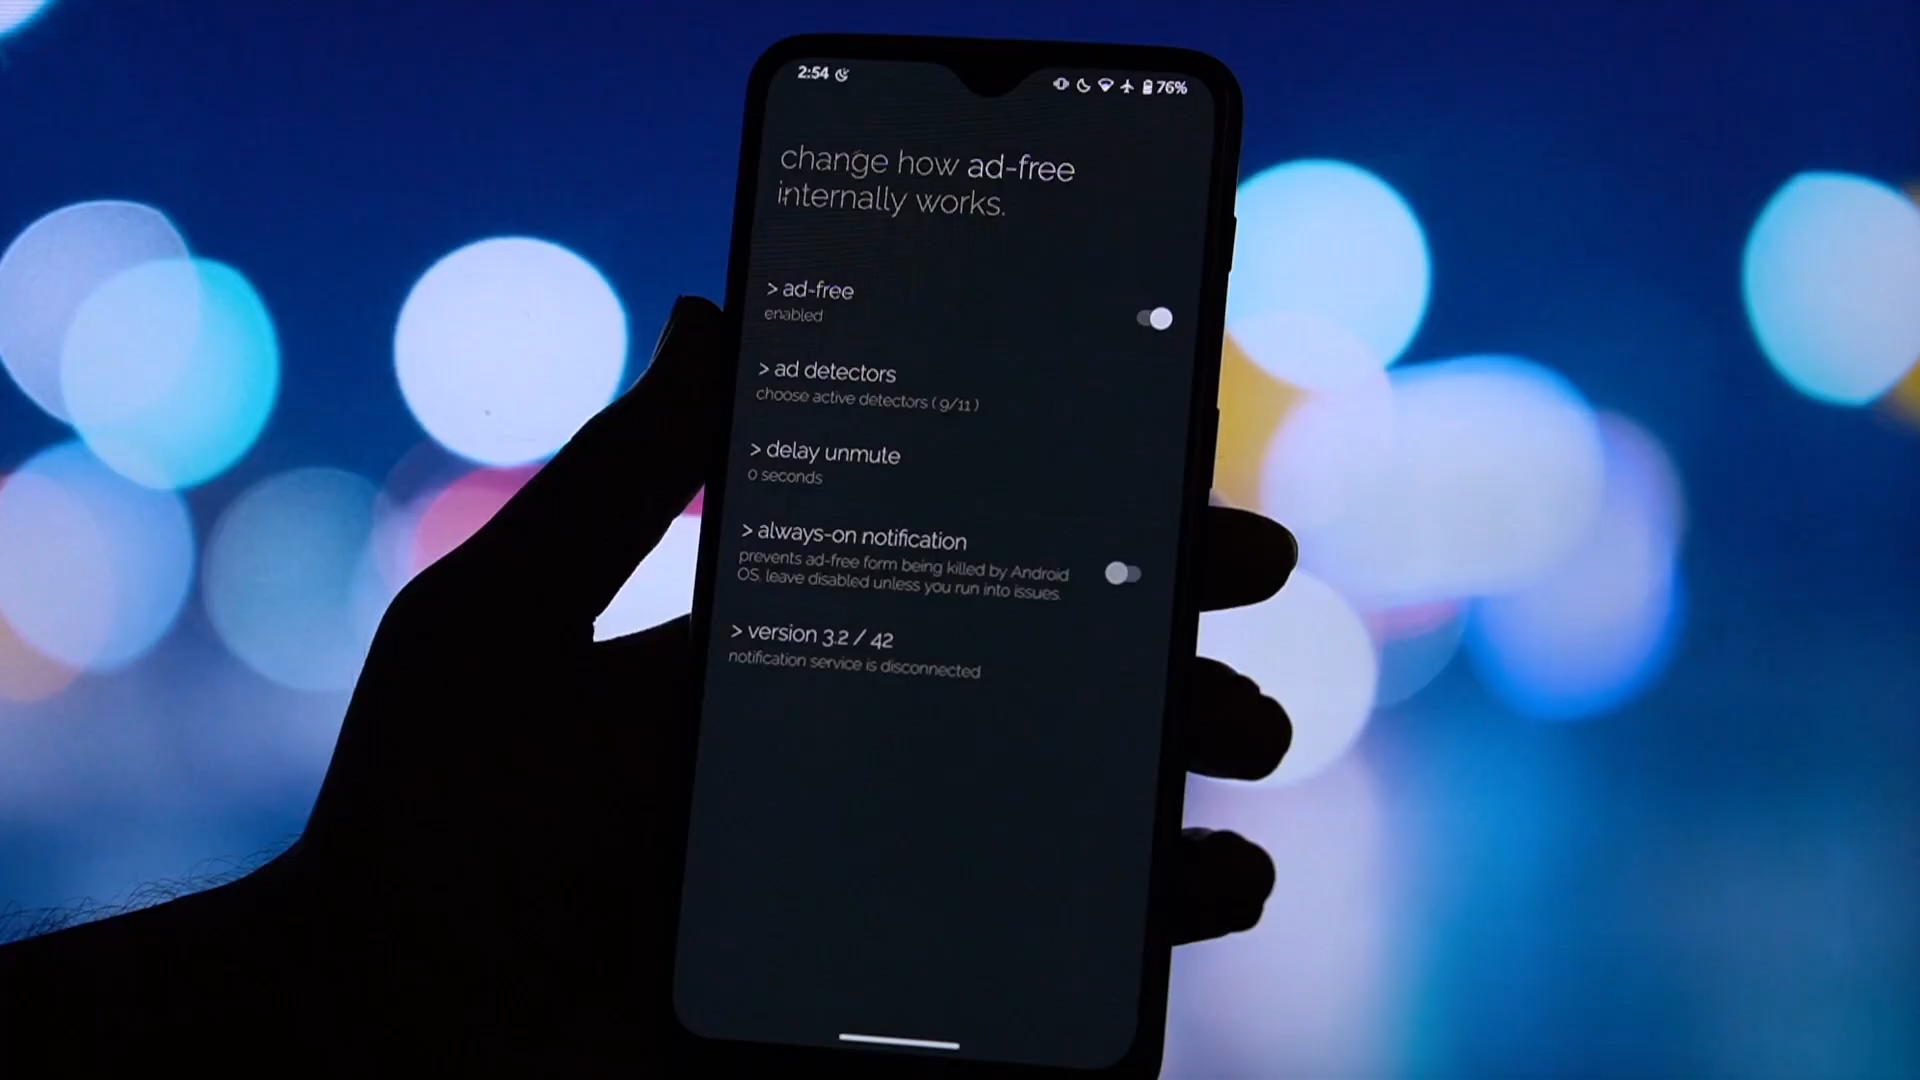 2:54
76%
change how ad-free
internally works.
> ad-free
enabled
> ad detectors
choose active detectors ( 9/11 )
> delay unmute
0 seconds
> always-on notification
prevents ad-free form being killed by Android
OS. leave disabled unless you run into issues.
> version 3.2 / 42
notification service is disconnected